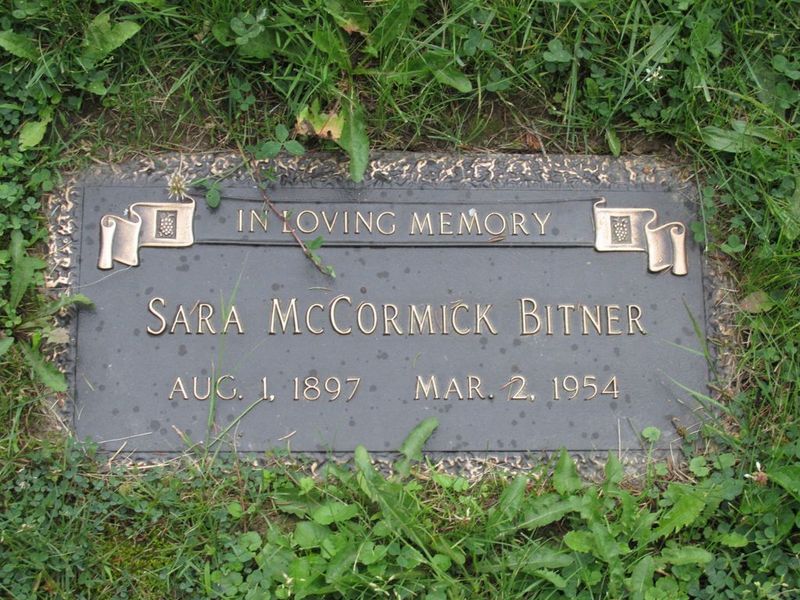 IN LOVING MEMORY
SARA MCCORMICK BITNER
AUG. 1, 1897 MAR. 2, 1954